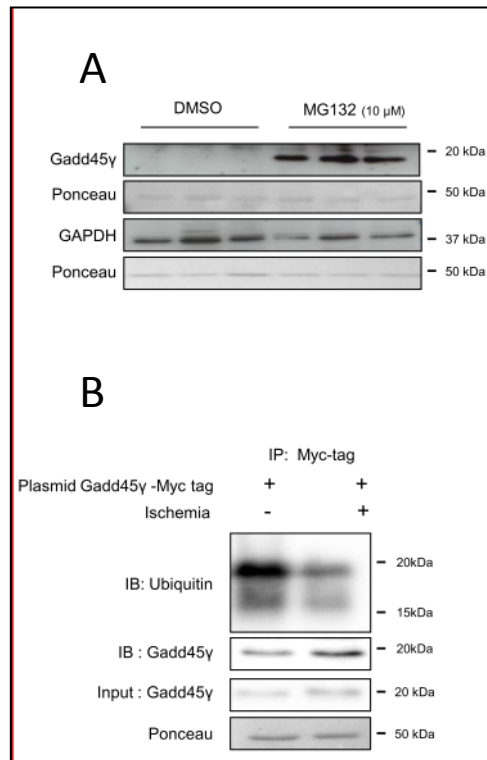 A
DMSO MG132 (10 µM)
Gadd45γ 20 kDa
Ponceau 50 kDa
GAPDH 37 kDa
Ponceau 50 kDa
B
IP: Myc-tag
Plasmid Gadd45γ -Myc tag + +
Ischemia - +
IB: Ubiquitin 20kDa
15kDa
IB : Gadd45γ 20kDa
Input : Gadd45γ 20 kDa
Ponceau 50 kDa